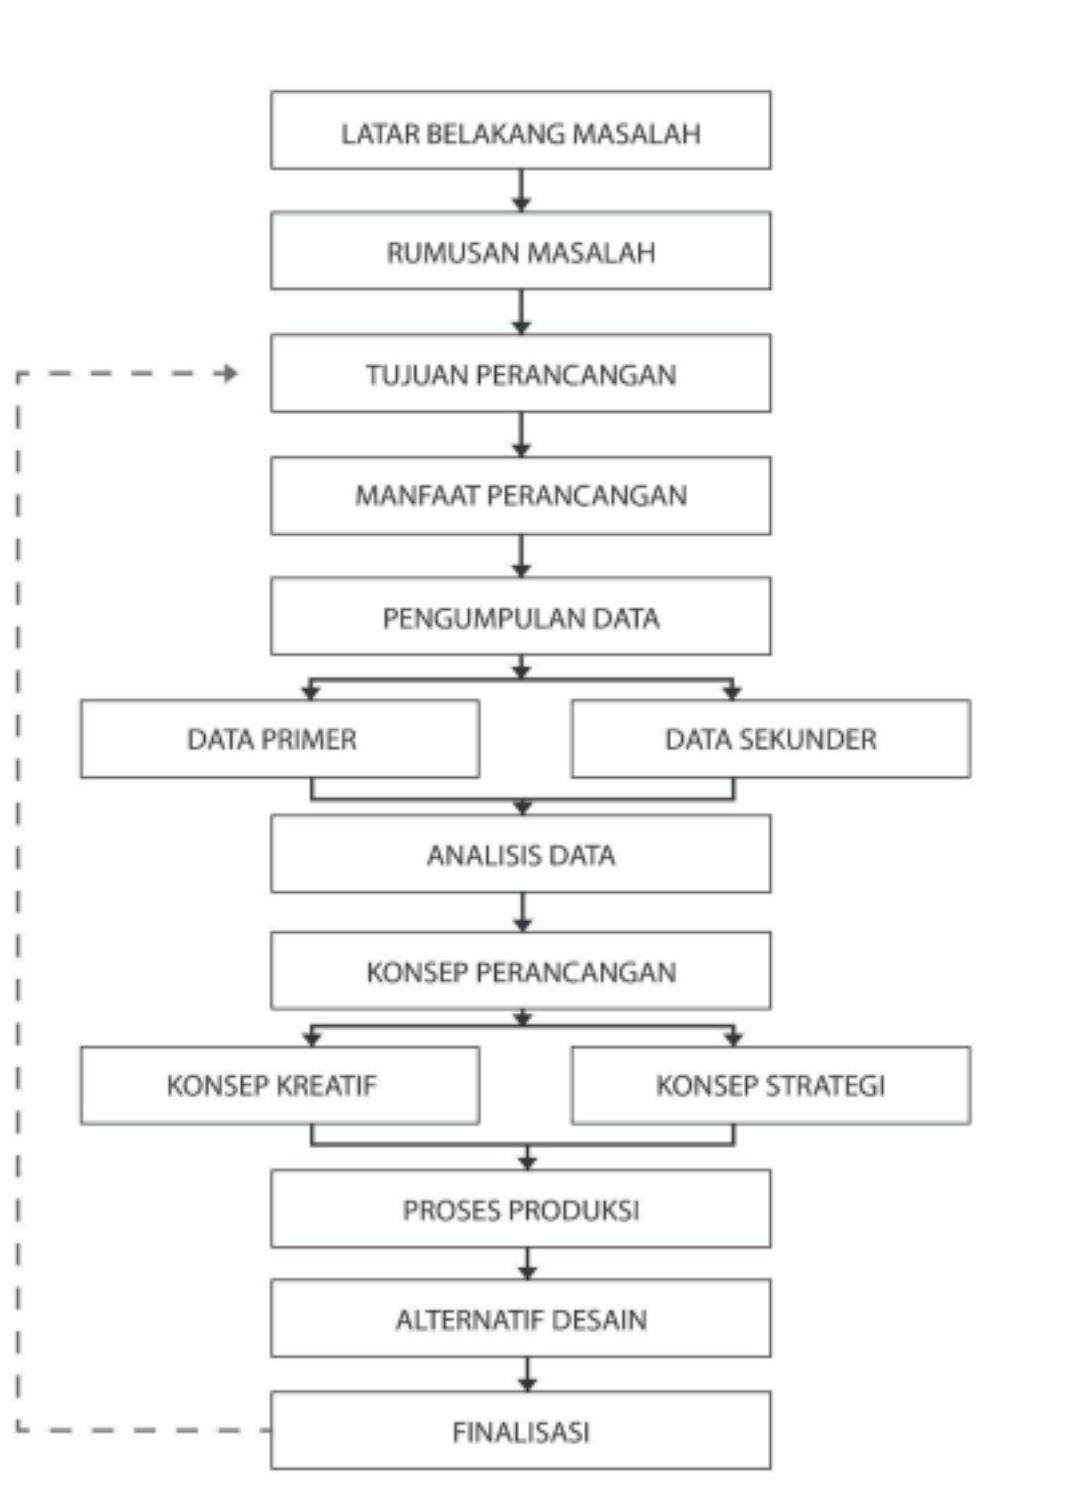 LATAR BELAKANG MASALAH
RUMUSAN MASALAH
TUJUAN PERANCANGAN
MANFAAT PERANCANGAN
PENGUMPULAN DATA
DATA PRIMER
DATA SEKUNDER
ANALISIS DATA
KONSEP PERANCANGAN
KONSEP KREATIF
KONSEP STRATEGI
PROSES PRODUKSI
ALTERNATIF DESAIN
FINALISASI